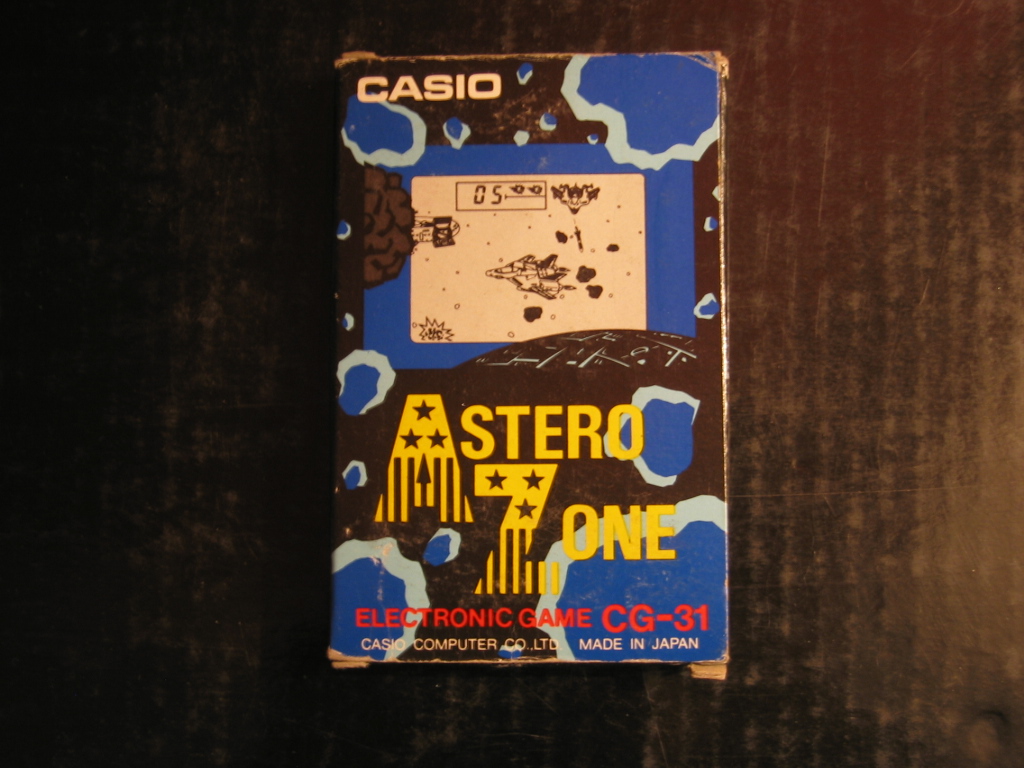 CASIO
05
ASTERO
ZONE
ELECTRONIC GAME CG-31
CASIO COMPUTER CO.,LTD. MADE IN JAPAN